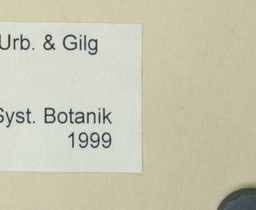 Urb. & Gilg
Syst. Botanik
1999